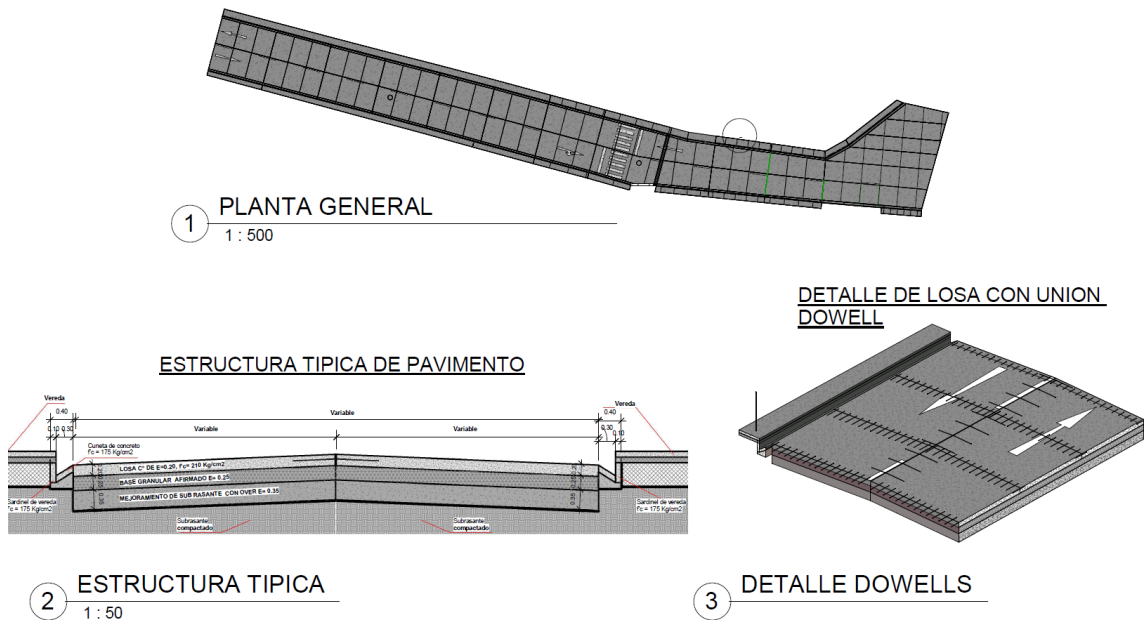 1
PLANTA GENERAL
1 : 500
DETALLE DE LOSA CON UNION
DOWELL
ESTRUCTURA TIPICA DE PAVIMENTO
Vereda
0.40
Variable
0.40
Vereda
0.10
0.30
Variable
Variable
0.30
0.10
Cuneta de concreto
f'c = 175 Kg/cm2
LOSA C° DE E=0.20, f'c= 210 Kg/cm2
BASE GRANULAR AFIRMADO E= 0.25
MEJORAMIENTO DE SUB RASANTE CON OVER E= 0.35
0.35
0.35
Sardinel de vereda
f'c = 175 Kg/cm2
Sardinel de vereda
f'c = 175 Kg/cm2
Subrasante
compactado
Subrasante
compactado
2
ESTRUCTURA TIPICA
1 : 50
3
DETALLE DOWELLS